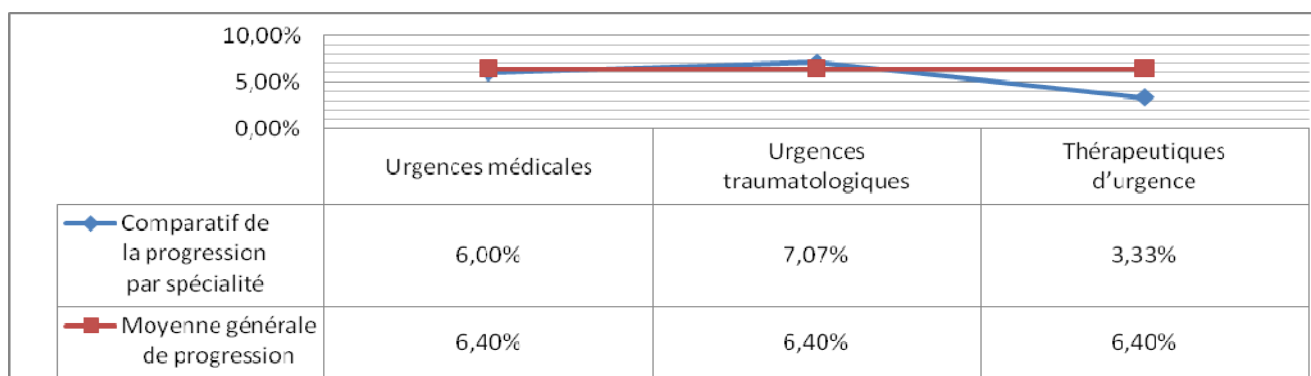 10,00%
5,00%
0,00%
Urgences médicales
Urgences
traumatologiques
Thérapeutiques
d’urgence
Comparatif de
la progression
par spécialité
6,00%
7,07%
3,33%
Moyenne générale
de progression
6,40%
6,40%
6,40%